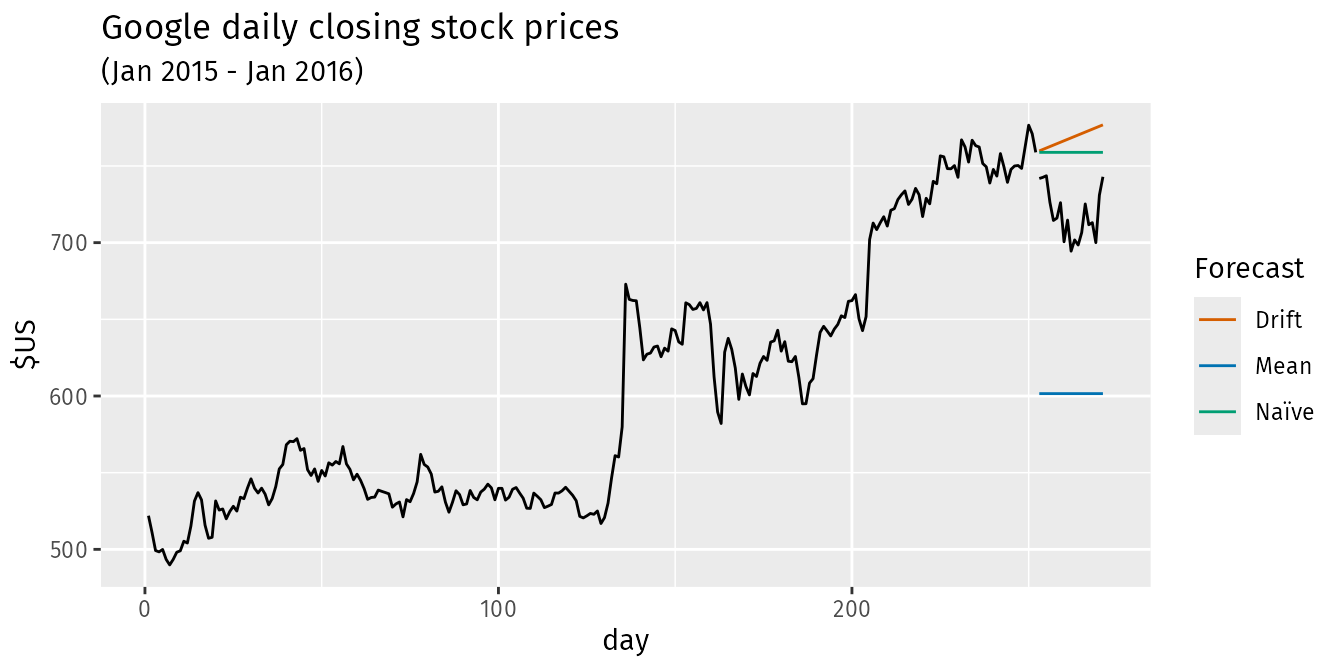 Google daily closing stock prices
(Jan 2015 - Jan 2016)
$US
700
600
500
0
100
200
day
Forecast
Drift
Mean
Naïve